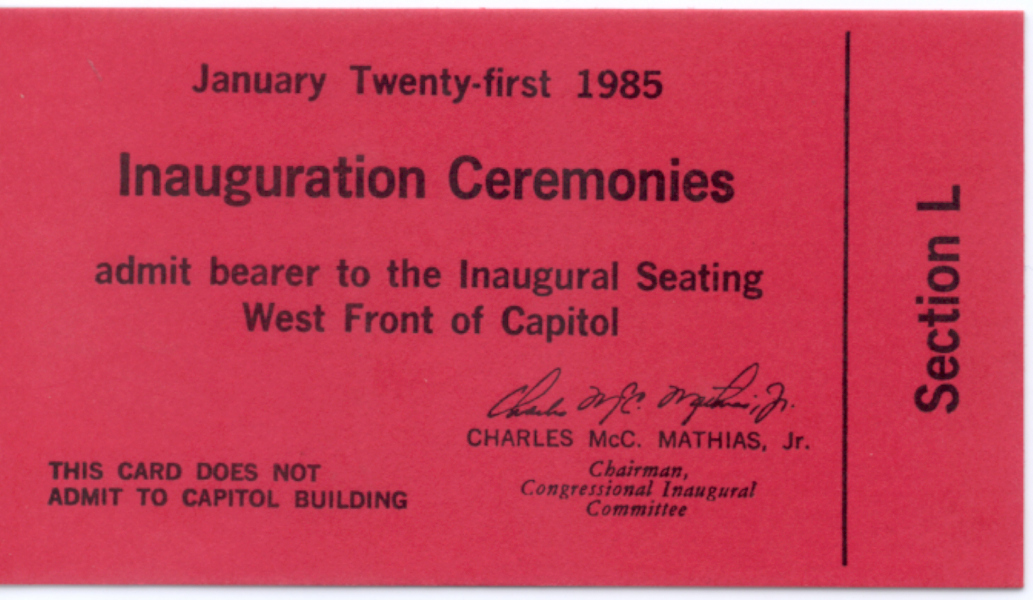 January Twenty-first 1985
Inauguration Ceremonies
admit bearer to the Inaugural Seating
West Front of Capitol
Charles McC. Mathias, Jr.
CHARLES McC. MATHIAS, Jr.
Chairman,
Congressional Inaugural
Committee
THIS CARD DOES NOT
ADMIT TO CAPITOL BUILDING
Section L